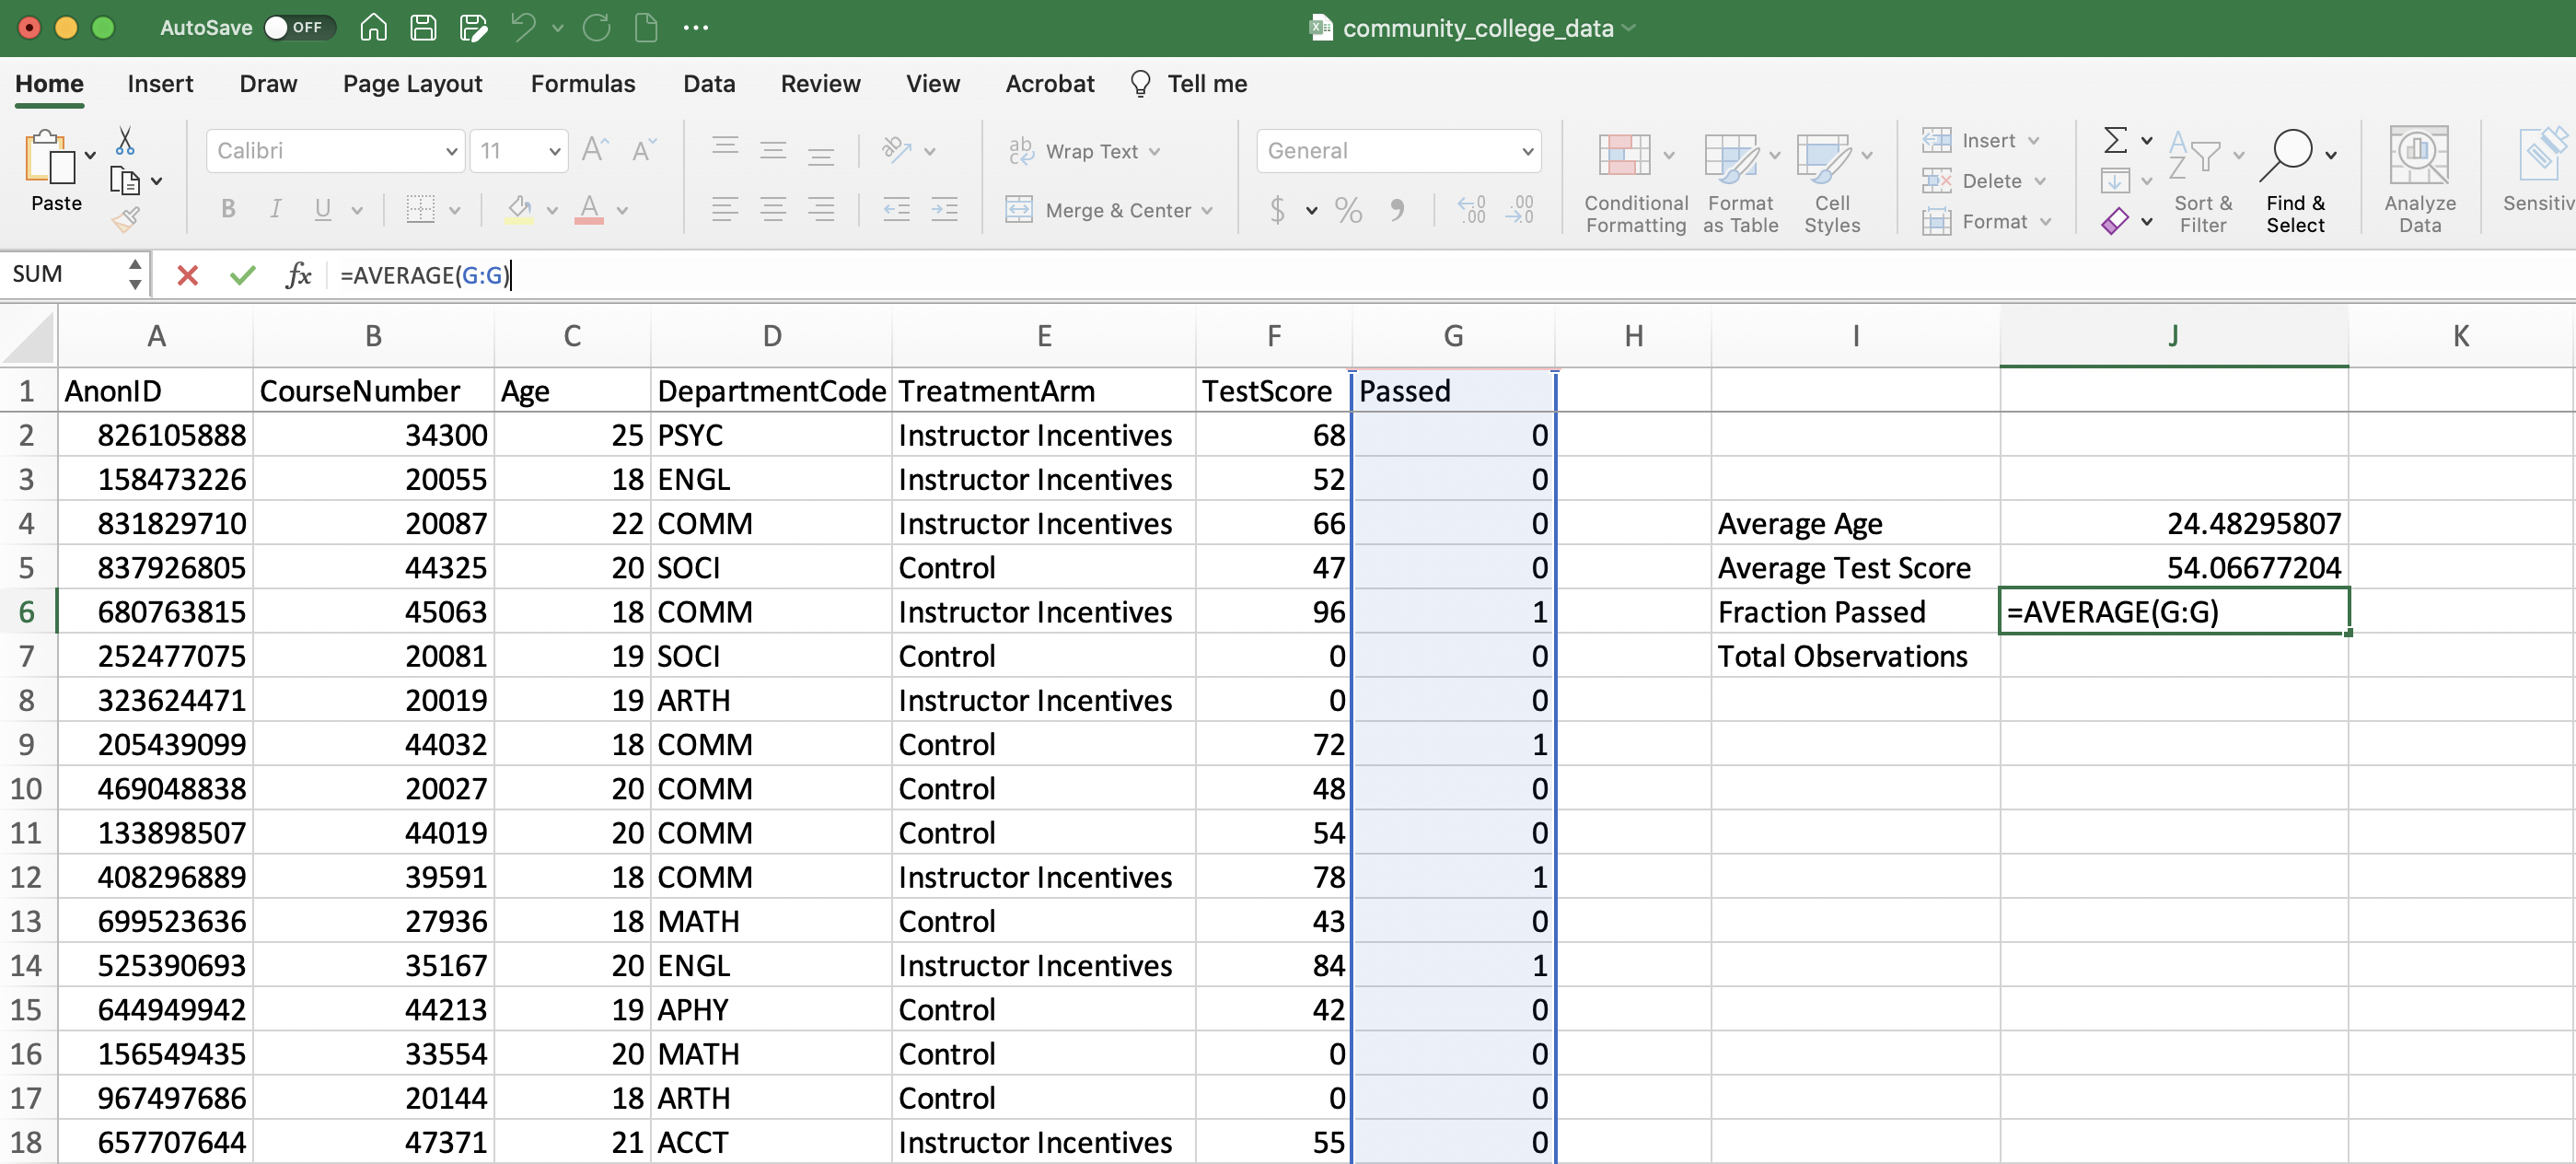 AutoSave OFF community_college_data
Home Insert Draw Page Layout Formulas Data Review View Acrobat Tell me
Paste
Calibri 11
B I U
Wrap Text
Merge & Center
General
$ % 
Conditional Formatting
Format as Table
Cell Styles
Insert
Delete
Format
Sort & Filter
Find & Select
Analyze Data
Sensitiv
SUM fx =AVERAGE(G:G)
A B C D E F G H I J K
1 AnonID CourseNumber Age DepartmentCode TreatmentArm TestScore Passed
2 826105888 34300 25 PSYC Instructor Incentives 68 0
3 158473226 20055 18 ENGL Instructor Incentives 52 0
4 831829710 20087 22 COMM Instructor Incentives 66 0 Average Age 24.48295807
5 837926805 44325 20 SOCI Control 47 0 Average Test Score 54.06677204
6 680763815 45063 18 COMM Instructor Incentives 96 1 Fraction Passed =AVERAGE(G:G)
7 252477075 20081 19 SOCI Control 0 0 Total Observations
8 323624471 20019 19 ARTH Instructor Incentives 0 0
9 205439099 44032 18 COMM Control 72 1
10 469048838 20027 20 COMM Control 48 0
11 133898507 44019 20 COMM Control 54 0
12 408296889 39591 18 COMM Instructor Incentives 78 1
13 699523636 27936 18 MATH Control 43 0
14 525390693 35167 20 ENGL Instructor Incentives 84 1
15 644949942 44213 19 APHY Control 42 0
16 156549435 33554 20 MATH Control 0 0
17 967497686 20144 18 ARTH Control 0 0
18 657707644 47371 21 ACCT Instructor Incentives 55 0